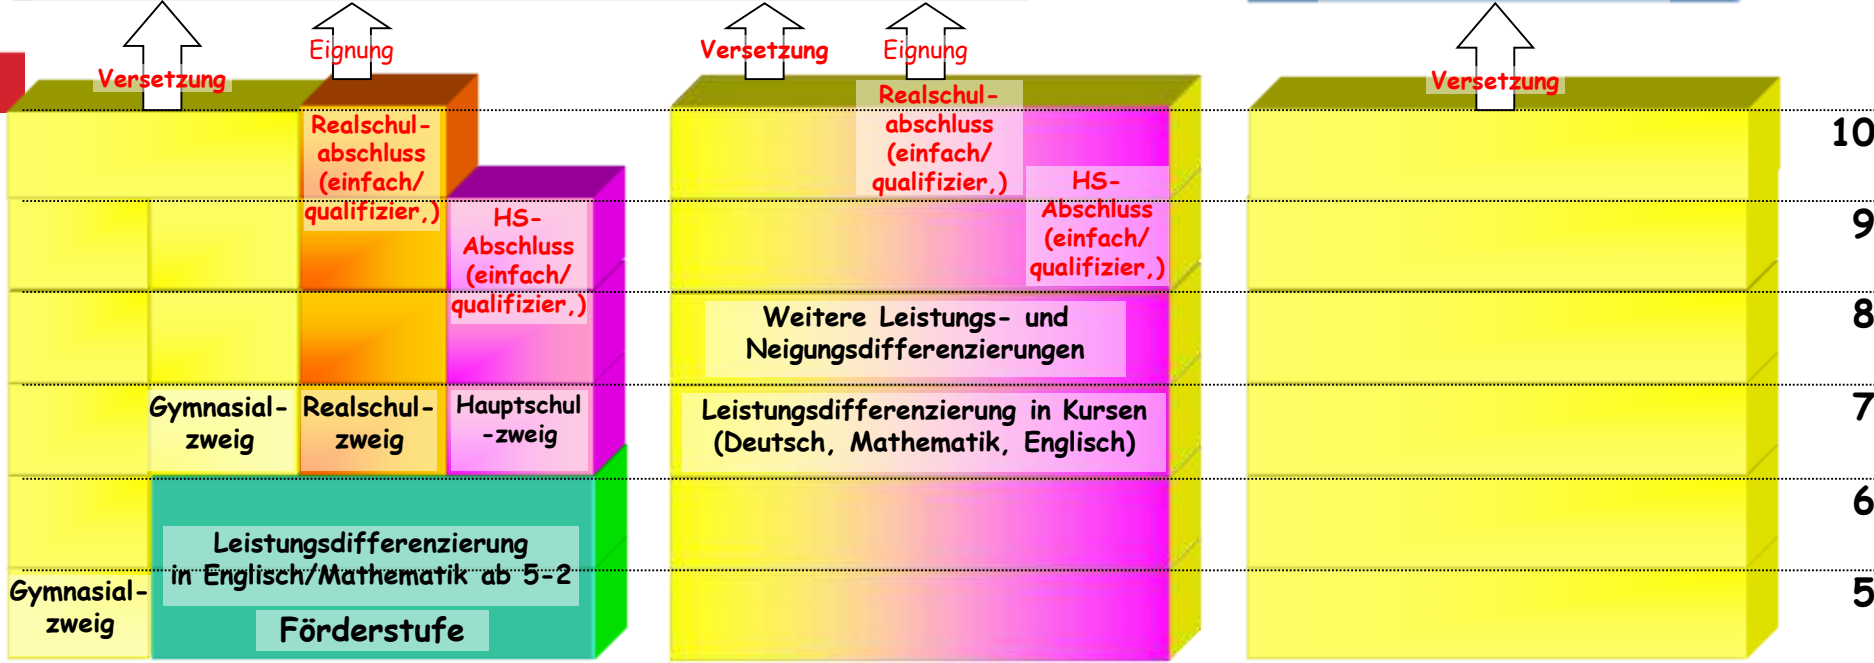 Versetzung
Eignung
Realschul-
abschluss
(einfach/
qualifizier,)
HS-
Abschluss
(einfach/
qualifizier,)
Gymnasial-
zweig
Realschul-
zweig
Hauptschul
-zweig
Leistungsdifferenzierung
in Englisch/Mathematik ab 5-2
Förderstufe
Gymnasial-
zweig
Versetzung
Eignung
Realschul-
abschluss
(einfach/
qualifizier,)
HS-
Abschluss
(einfach/
qualifizier,)
Weitere Leistungs- und
Neigungsdifferenzierungen
Leistungsdifferenzierung in Kursen
(Deutsch, Mathematik, Englisch)
Versetzung
10
9
8
7
6
5